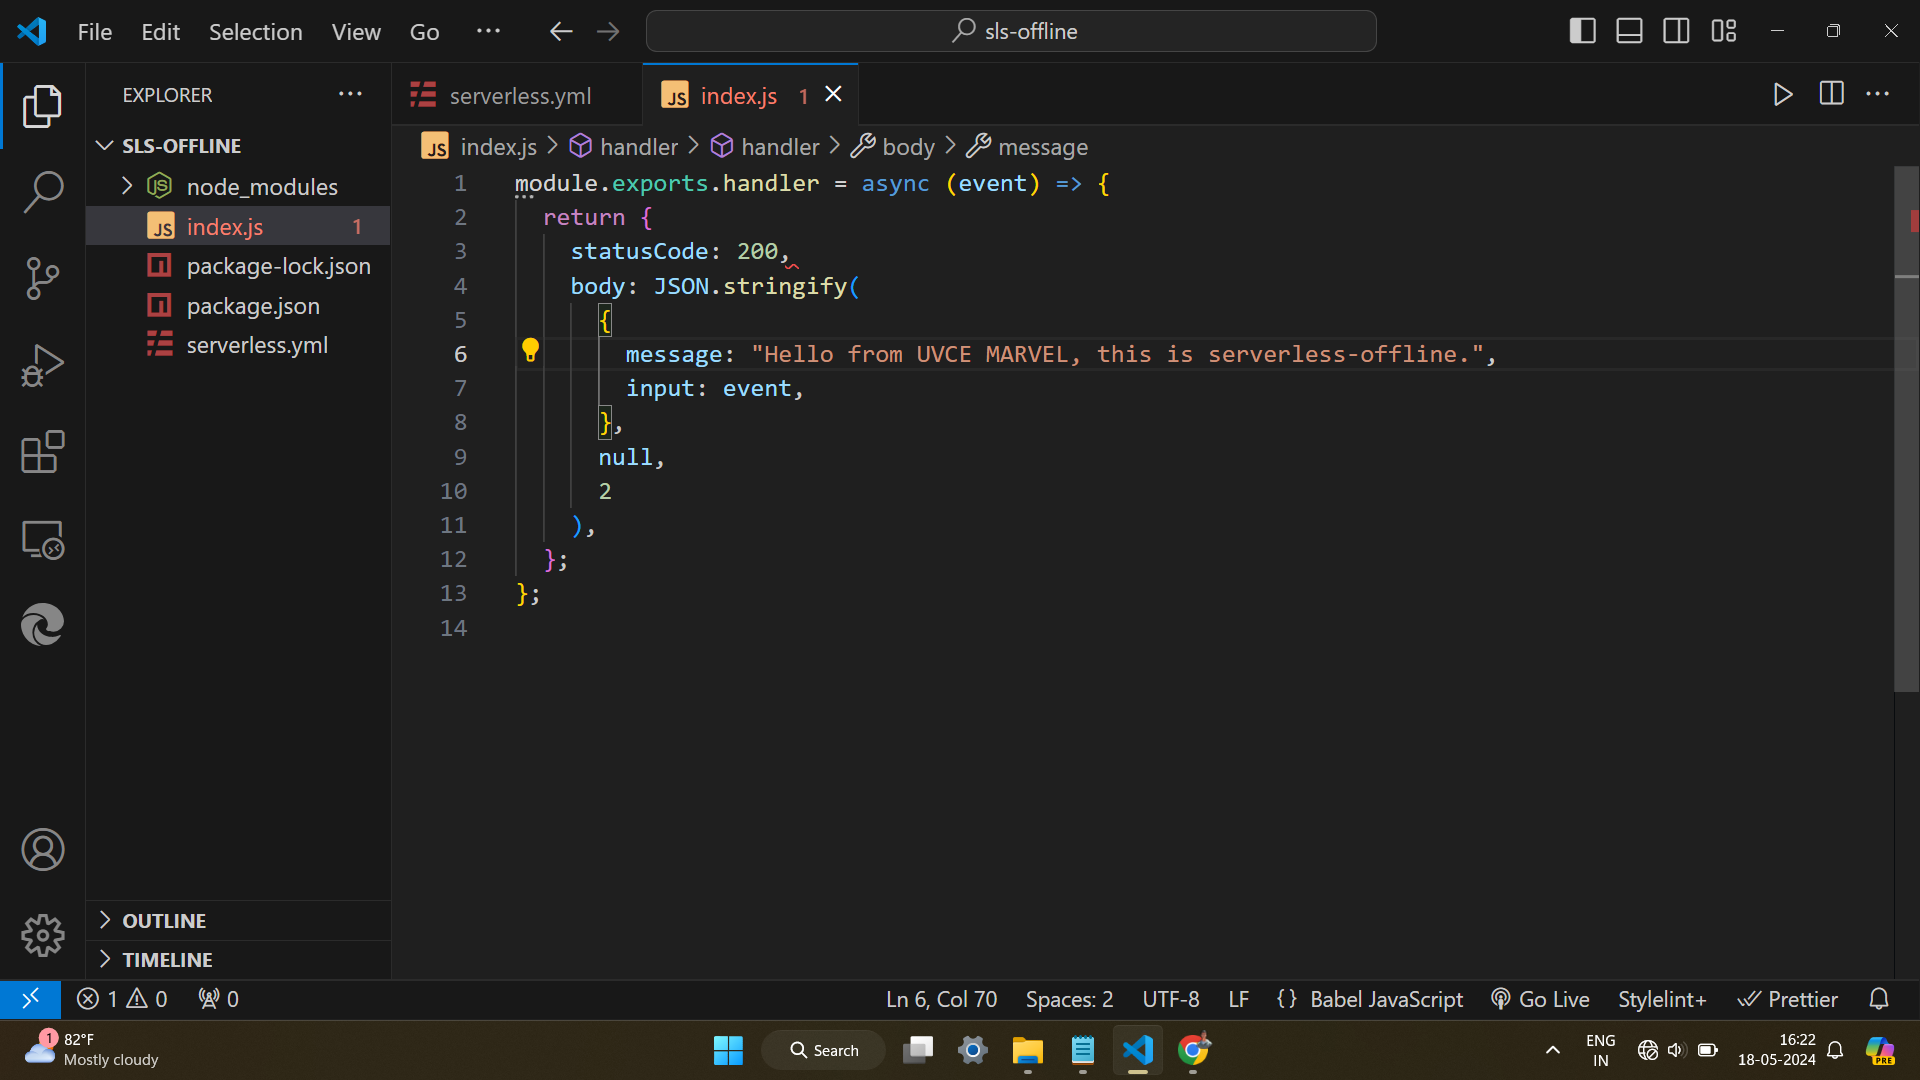 File Edit Selection View Go ··· sls-offline
EXPLORER ···
SLS-OFFLINE
node_modules
JS index.js 1
package-lock.json
package.json
serverless.yml
OUTLINE
TIMELINE
serverless.yml
JS index.js 1
JS index.js > handler > handler > body > message
1 module.exports.handler = async (event) => {
2 return {
3 statusCode: 200,
4 body: JSON.stringify(
5 {
6 message: "Hello from UVCE MARVEL, this is serverless-offline.",
7 input: event,
8 },
9 null,
10 2
11 ),
12 };
13 };
14
1 0 0
Ln 6, Col 70 Spaces: 2 UTF-8 LF {} Babel JavaScript Go Live Stylelint+ Prettier
1 82°F
Mostly cloudy
Search
ENG
IN
16:22
18-05-2024
PRE